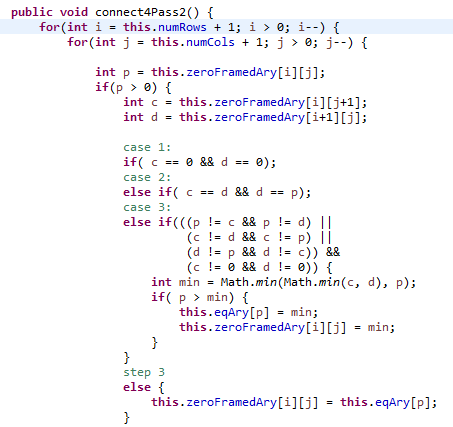 public void connect4Pass2() {
for(int i = this.numRows + 1; i > 0; i--) {
for(int j = this.numCols + 1; j > 0; j--) {
int p = this.zeroFramedAry[i][j];
if(p > 0) {
int c = this.zeroFramedAry[i][j+1];
int d = this.zeroFramedAry[i+1][j];
case 1:
if( c == 0 && d == 0);
case 2:
else if( c == d && d == p);
case 3:
else if(((p != c && p != d) ||
(c != d && c != p) ||
(d != p && d != c)) &&
(c != 0 && d != 0)) {
int min = Math.min(Math.min(c, d), p);
if( p > min) {
this.eqAry[p] = min;
this.zeroFramedAry[i][j] = min;
}
}
step 3
else {
this.zeroFramedAry[i][j] = this.eqAry[p];
}